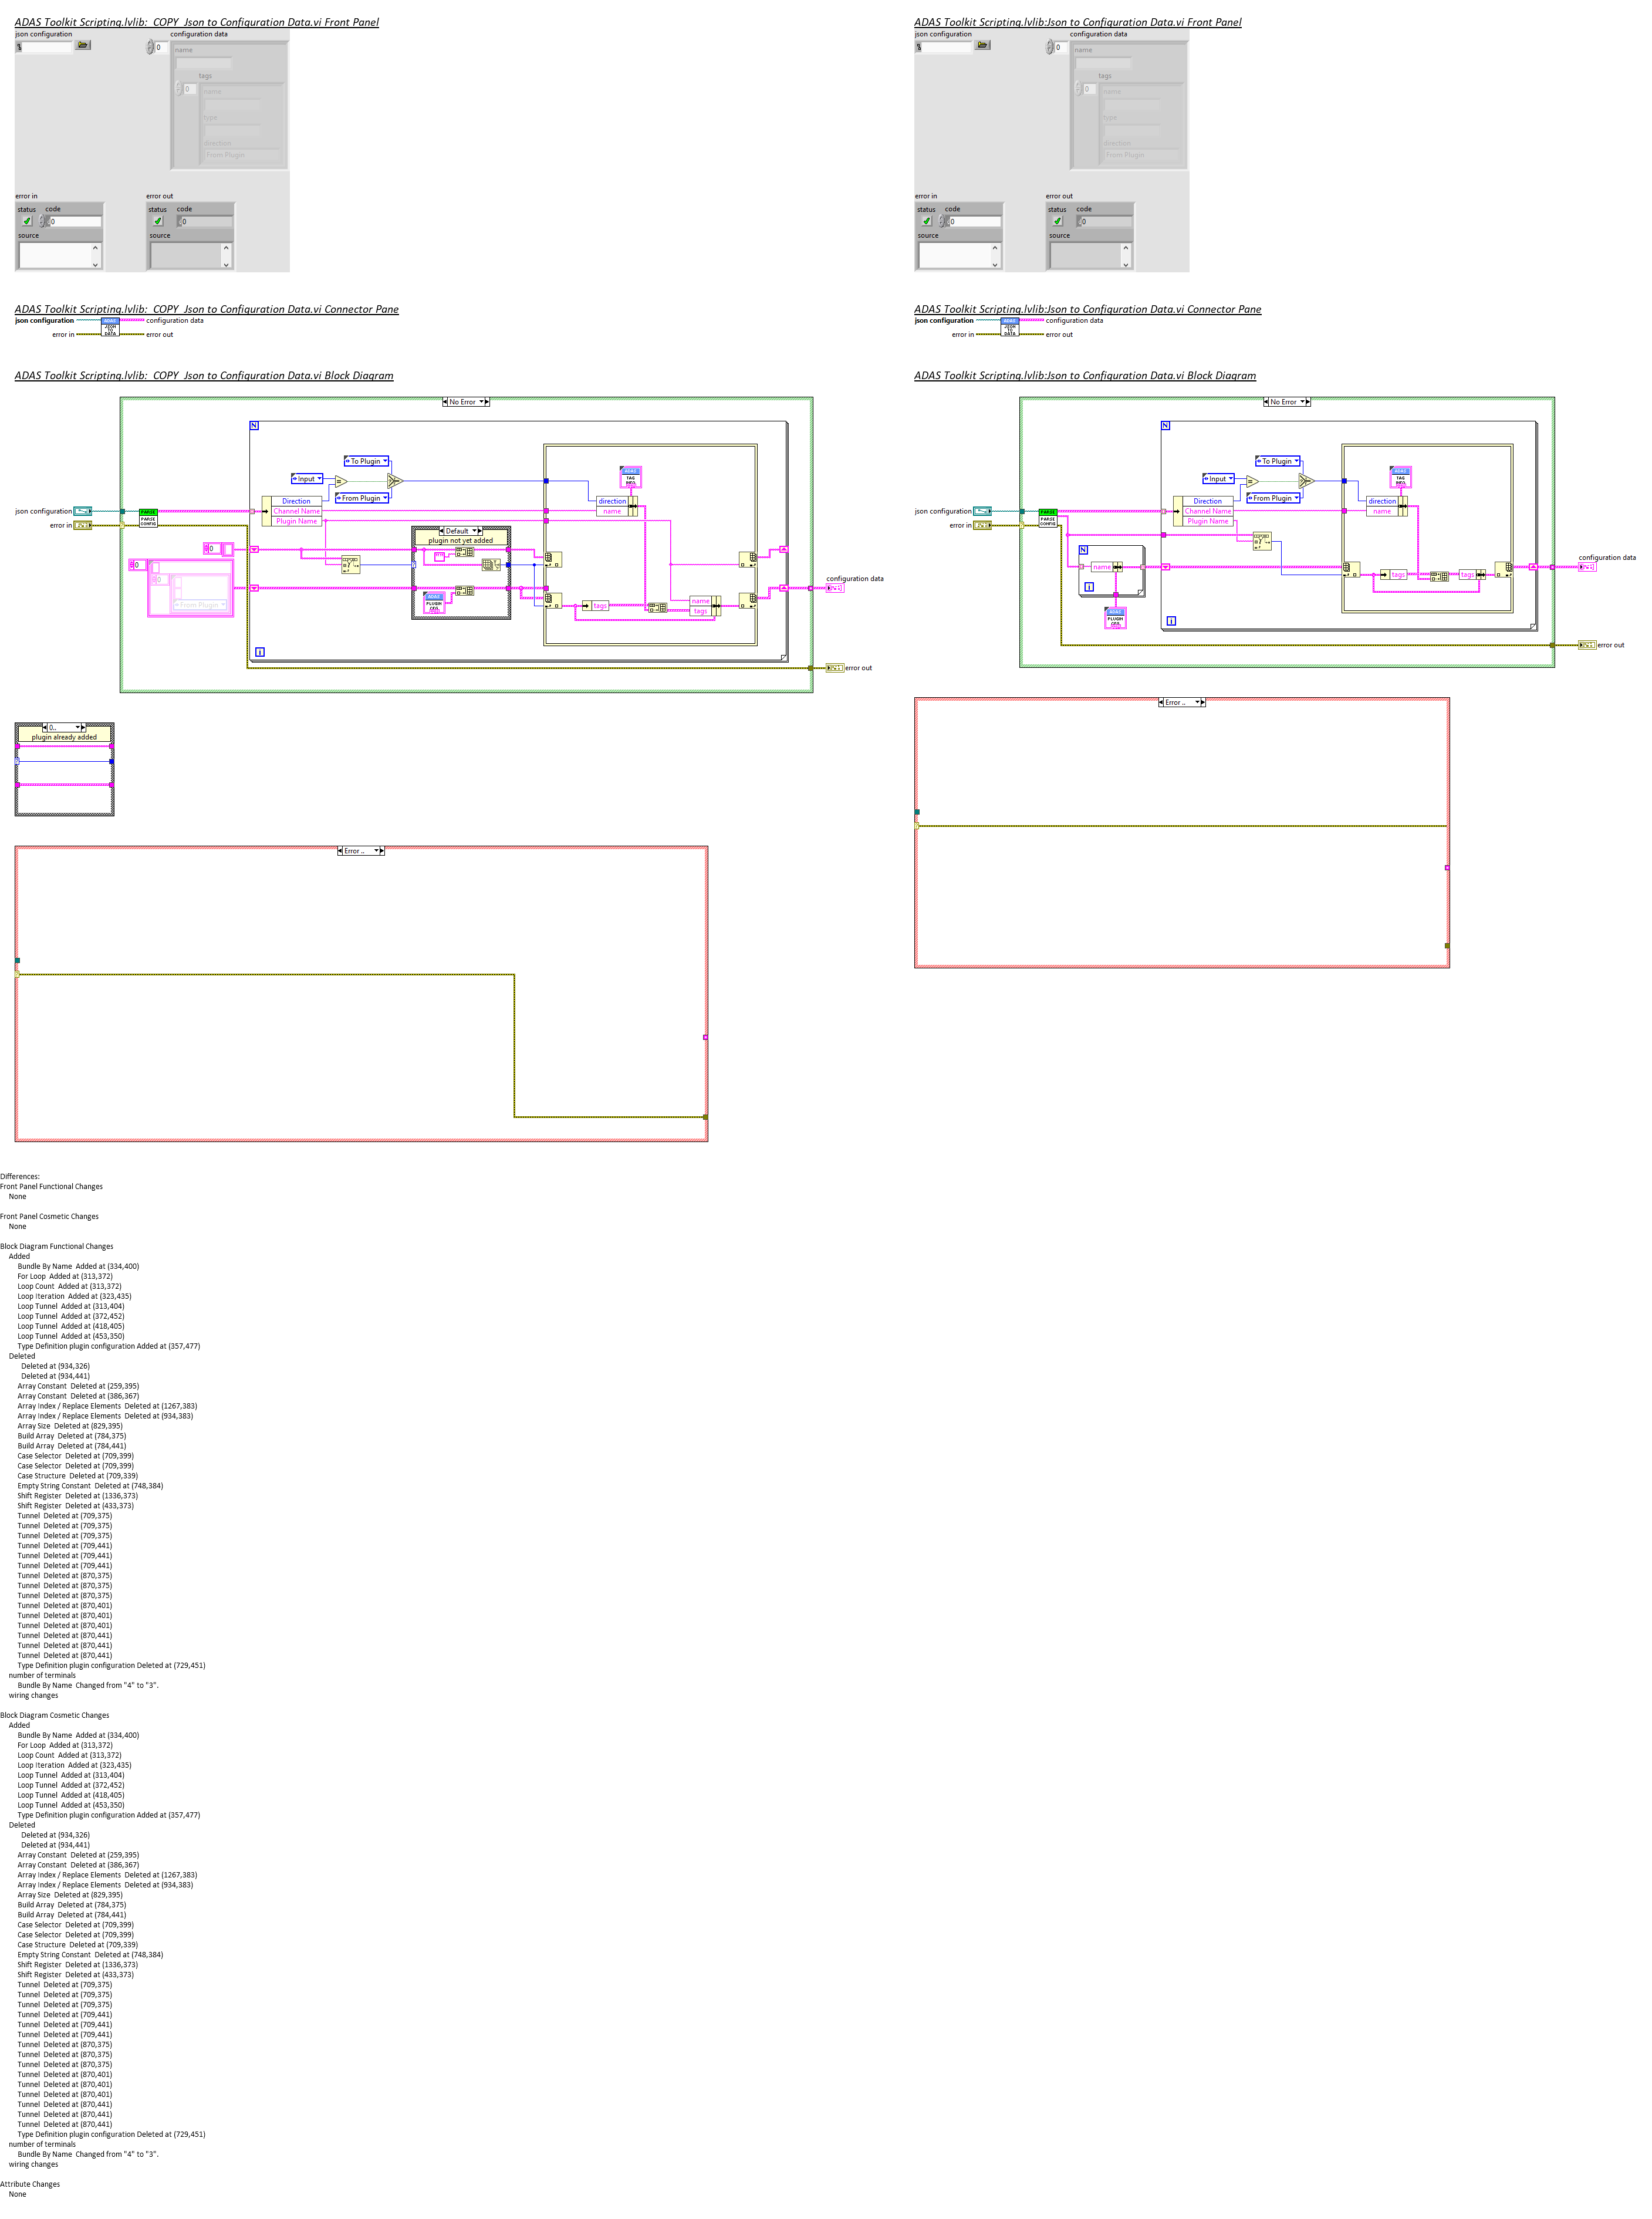 ADAS Toolkit Scripting.lvlib:_COPY_Json to Configuration Data.vi Front Panel
json configuration
configuration data
0
name
tags
0
name
type
direction
From Plugin
error in
error out
status code
0
source
status code
0
source
ADAS Toolkit Scripting.lvlib:Json to Configuration Data.vi Front Panel
json configuration
configuration data
0
name
tags
0
name
type
direction
From Plugin
error in
error out
status code
0
source
status code
0
source
ADAS Toolkit Scripting.lvlib:_COPY_Json to Configuration Data.vi Connector Pane
json configuration
ADAS
JSON
TO
DATA
configuration data
error in
error out
ADAS Toolkit Scripting.lvlib:Json to Configuration Data.vi Connector Pane
json configuration
ADAS
JSON
TO
DATA
configuration data
error in
error out
ADAS Toolkit Scripting.lvlib:_COPY_Json to Configuration Data.vi Block Diagram
No Error
N
To Plugin
Input
From Plugin
ADAS
TAG
Direction
Channel Name
Plugin Name
direction
name
json configuration
error in
PARSE
PARSE
CONFIG
Default
plugin not yet added
0
0
0
From Plugin
ADAS
PLUGIN
tags
name
tags
configuration data
i
error out
0..
plugin already added
Error ..
ADAS Toolkit Scripting.lvlib:Json to Configuration Data.vi Block Diagram
No Error
N
To Plugin
Input
From Plugin
ADAS
TAG
Direction
Channel Name
Plugin Name
direction
name
json configuration
error in
PARSE
PARSE
CONFIG
N
name
i
ADAS
PLUGIN
tags
tags
configuration data
i
error out
Error ..
Differences:
Front Panel Functional Changes
None
Front Panel Cosmetic Changes
None
Block Diagram Functional Changes
Added
Bundle By Name Added at (334,400)
For Loop Added at (313,372)
Loop Count Added at (313,372)
Loop Iteration Added at (323,435)
Loop Tunnel Added at (313,404)
Loop Tunnel Added at (372,452)
Loop Tunnel Added at (418,405)
Loop Tunnel Added at (453,350)
Type Definition plugin configuration Added at (357,477)
Deleted
Deleted at (934,326)
Deleted at (934,441)
Array Constant Deleted at (259,395)
Array Constant Deleted at (386,367)
Array Index / Replace Elements Deleted at (1267,383)
Array Index / Replace Elements Deleted at (934,383)
Array Size Deleted at (829,395)
Build Array Deleted at (784,375)
Build Array Deleted at (784,441)
Case Selector Deleted at (709,399)
Case Selector Deleted at (709,399)
Case Structure Deleted at (709,339)
Empty String Constant Deleted at (748,384)
Shift Register Deleted at (1336,373)
Shift Register Deleted at (433,373)
Tunnel Deleted at (709,375)
Tunnel Deleted at (709,375)
Tunnel Deleted at (709,375)
Tunnel Deleted at (709,441)
Tunnel Deleted at (709,441)
Tunnel Deleted at (709,441)
Tunnel Deleted at (870,375)
Tunnel Deleted at (870,375)
Tunnel Deleted at (870,375)
Tunnel Deleted at (870,401)
Tunnel Deleted at (870,401)
Tunnel Deleted at (870,401)
Tunnel Deleted at (870,441)
Tunnel Deleted at (870,441)
Tunnel Deleted at (870,441)
Type Definition plugin configuration Deleted at (729,451)
number of terminals
Bundle By Name Changed from "4" to "3".
wiring changes
Block Diagram Cosmetic Changes
Added
Bundle By Name Added at (334,400)
For Loop Added at (313,372)
Loop Count Added at (313,372)
Loop Iteration Added at (323,435)
Loop Tunnel Added at (313,404)
Loop Tunnel Added at (372,452)
Loop Tunnel Added at (418,405)
Loop Tunnel Added at (453,350)
Type Definition plugin configuration Added at (357,477)
Deleted
Deleted at (934,326)
Deleted at (934,441)
Array Constant Deleted at (259,395)
Array Constant Deleted at (386,367)
Array Index / Replace Elements Deleted at (1267,383)
Array Index / Replace Elements Deleted at (934,383)
Array Size Deleted at (829,395)
Build Array Deleted at (784,375)
Build Array Deleted at (784,441)
Case Selector Deleted at (709,399)
Case Selector Deleted at (709,399)
Case Structure Deleted at (709,339)
Empty String Constant Deleted at (748,384)
Shift Register Deleted at (1336,373)
Shift Register Deleted at (433,373)
Tunnel Deleted at (709,375)
Tunnel Deleted at (709,375)
Tunnel Deleted at (709,375)
Tunnel Deleted at (709,441)
Tunnel Deleted at (709,441)
Tunnel Deleted at (709,441)
Tunnel Deleted at (870,375)
Tunnel Deleted at (870,375)
Tunnel Deleted at (870,375)
Tunnel Deleted at (870,401)
Tunnel Deleted at (870,401)
Tunnel Deleted at (870,401)
Tunnel Deleted at (870,441)
Tunnel Deleted at (870,441)
Tunnel Deleted at (870,441)
Type Definition plugin configuration Deleted at (729,451)
number of terminals
Bundle By Name Changed from "4" to "3".
wiring changes
Attribute Changes
None